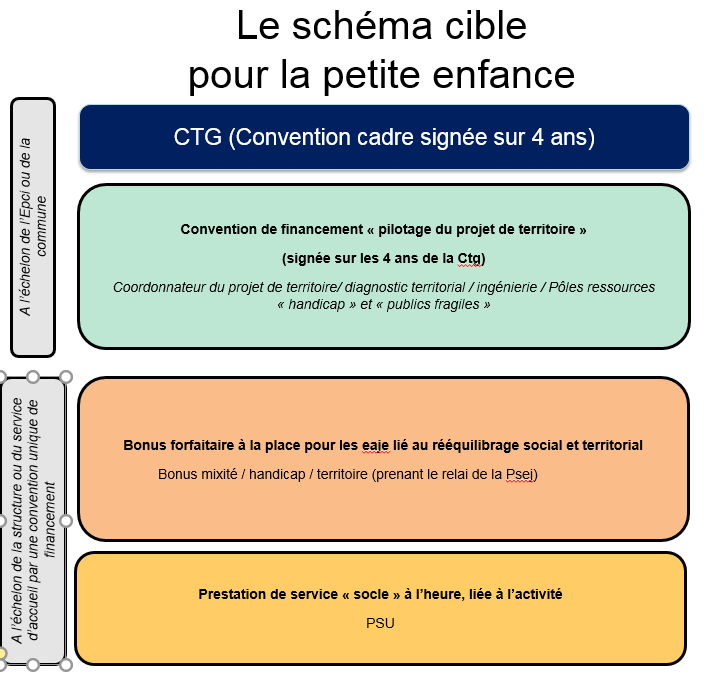 Le schéma cible
pour la petite enfance
A l'échelon de l'Epci ou de la
commune
CTG (Convention cadre signée sur 4 ans)
Convention de financement « pilotage du projet de territoire »
(signée sur les 4 ans de la Ctg)
Coordonnateur du projet de territoire/ diagnostic territorial / ingénierie / Pôles ressources
« handicap » et « publics fragiles »
A l'échelon de la structure ou du service
d'accueil par une convention unique de
financement
Bonus forfaitaire à la place pour les eaje lié au rééquilibrage social et territorial
Bonus mixité / handicap / territoire (prenant le relai de la Psej)
Prestation de service « socle » à l'heure, liée à l'activité
PSU